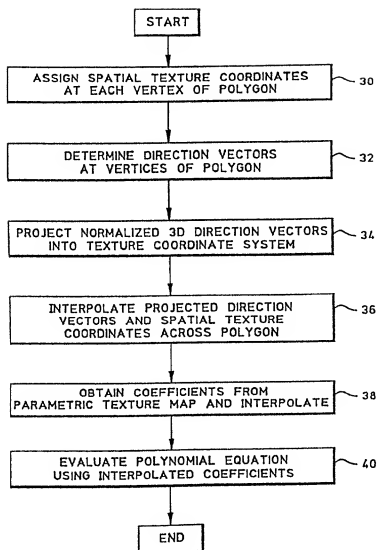 START
ASSIGN SPATIAL TEXTURE COORDINATES
AT EACH VERTEX OF POLYGON
30
DETERMINE DIRECTION VECTORS
AT VERTICES OF POLYGON
32
PROJECT NORMALIZED 3D DIRECTION VECTORS
INTO TEXTURE COORDINATE SYSTEM
34
INTERPOLATE PROJECTED DIRECTION
VECTORS AND SPATIAL TEXTURE
COORDINATES ACROSS POLYGON
36
OBTAIN COEFFICIENTS FROM
PARAMETRIC TEXTURE MAP AND INTERPOLATE
38
EVALUATE POLYNOMIAL EQUATION
USING INTERPOLATED COEFFICIENTS
40
END